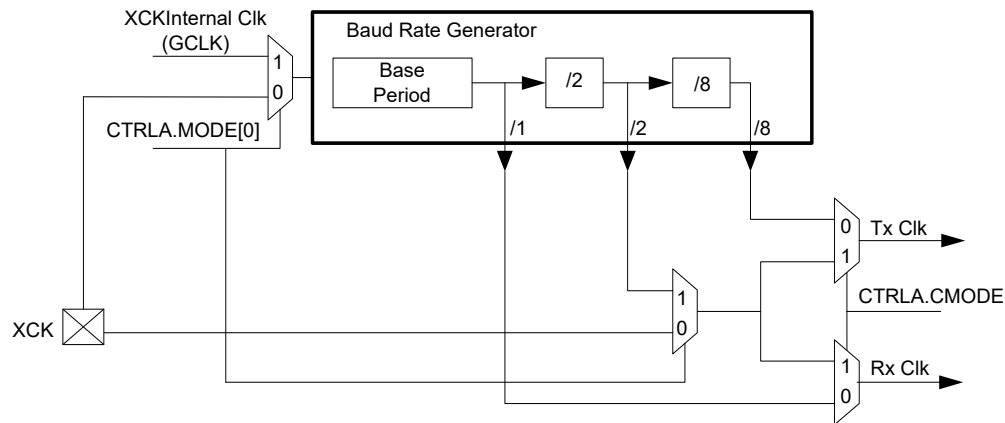 XCKInternal Clk
(GCLK)
Baud Rate Generator
1
0
Base
Period
/2
/8
CTRLA.MODE[0]
/1
/2
/8
0
Tx Clk
1
1
CTRLA.CMODE
XCK
0
1
Rx Clk
0